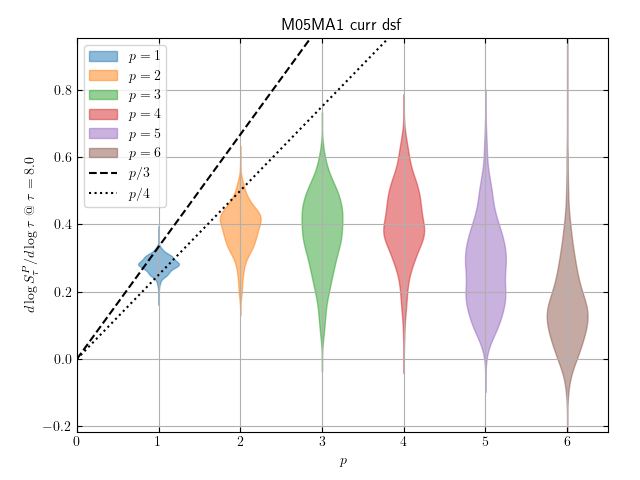 M05MA1 curr dsf
d log S_τ^P / d log τ @ τ = 8.0
0.8
0.6
0.4
0.2
0.0
−0.2
p = 1
p = 2
p = 3
p = 4
p = 5
p = 6
p/3
p/4
0 1 2 3 4 5 6
p